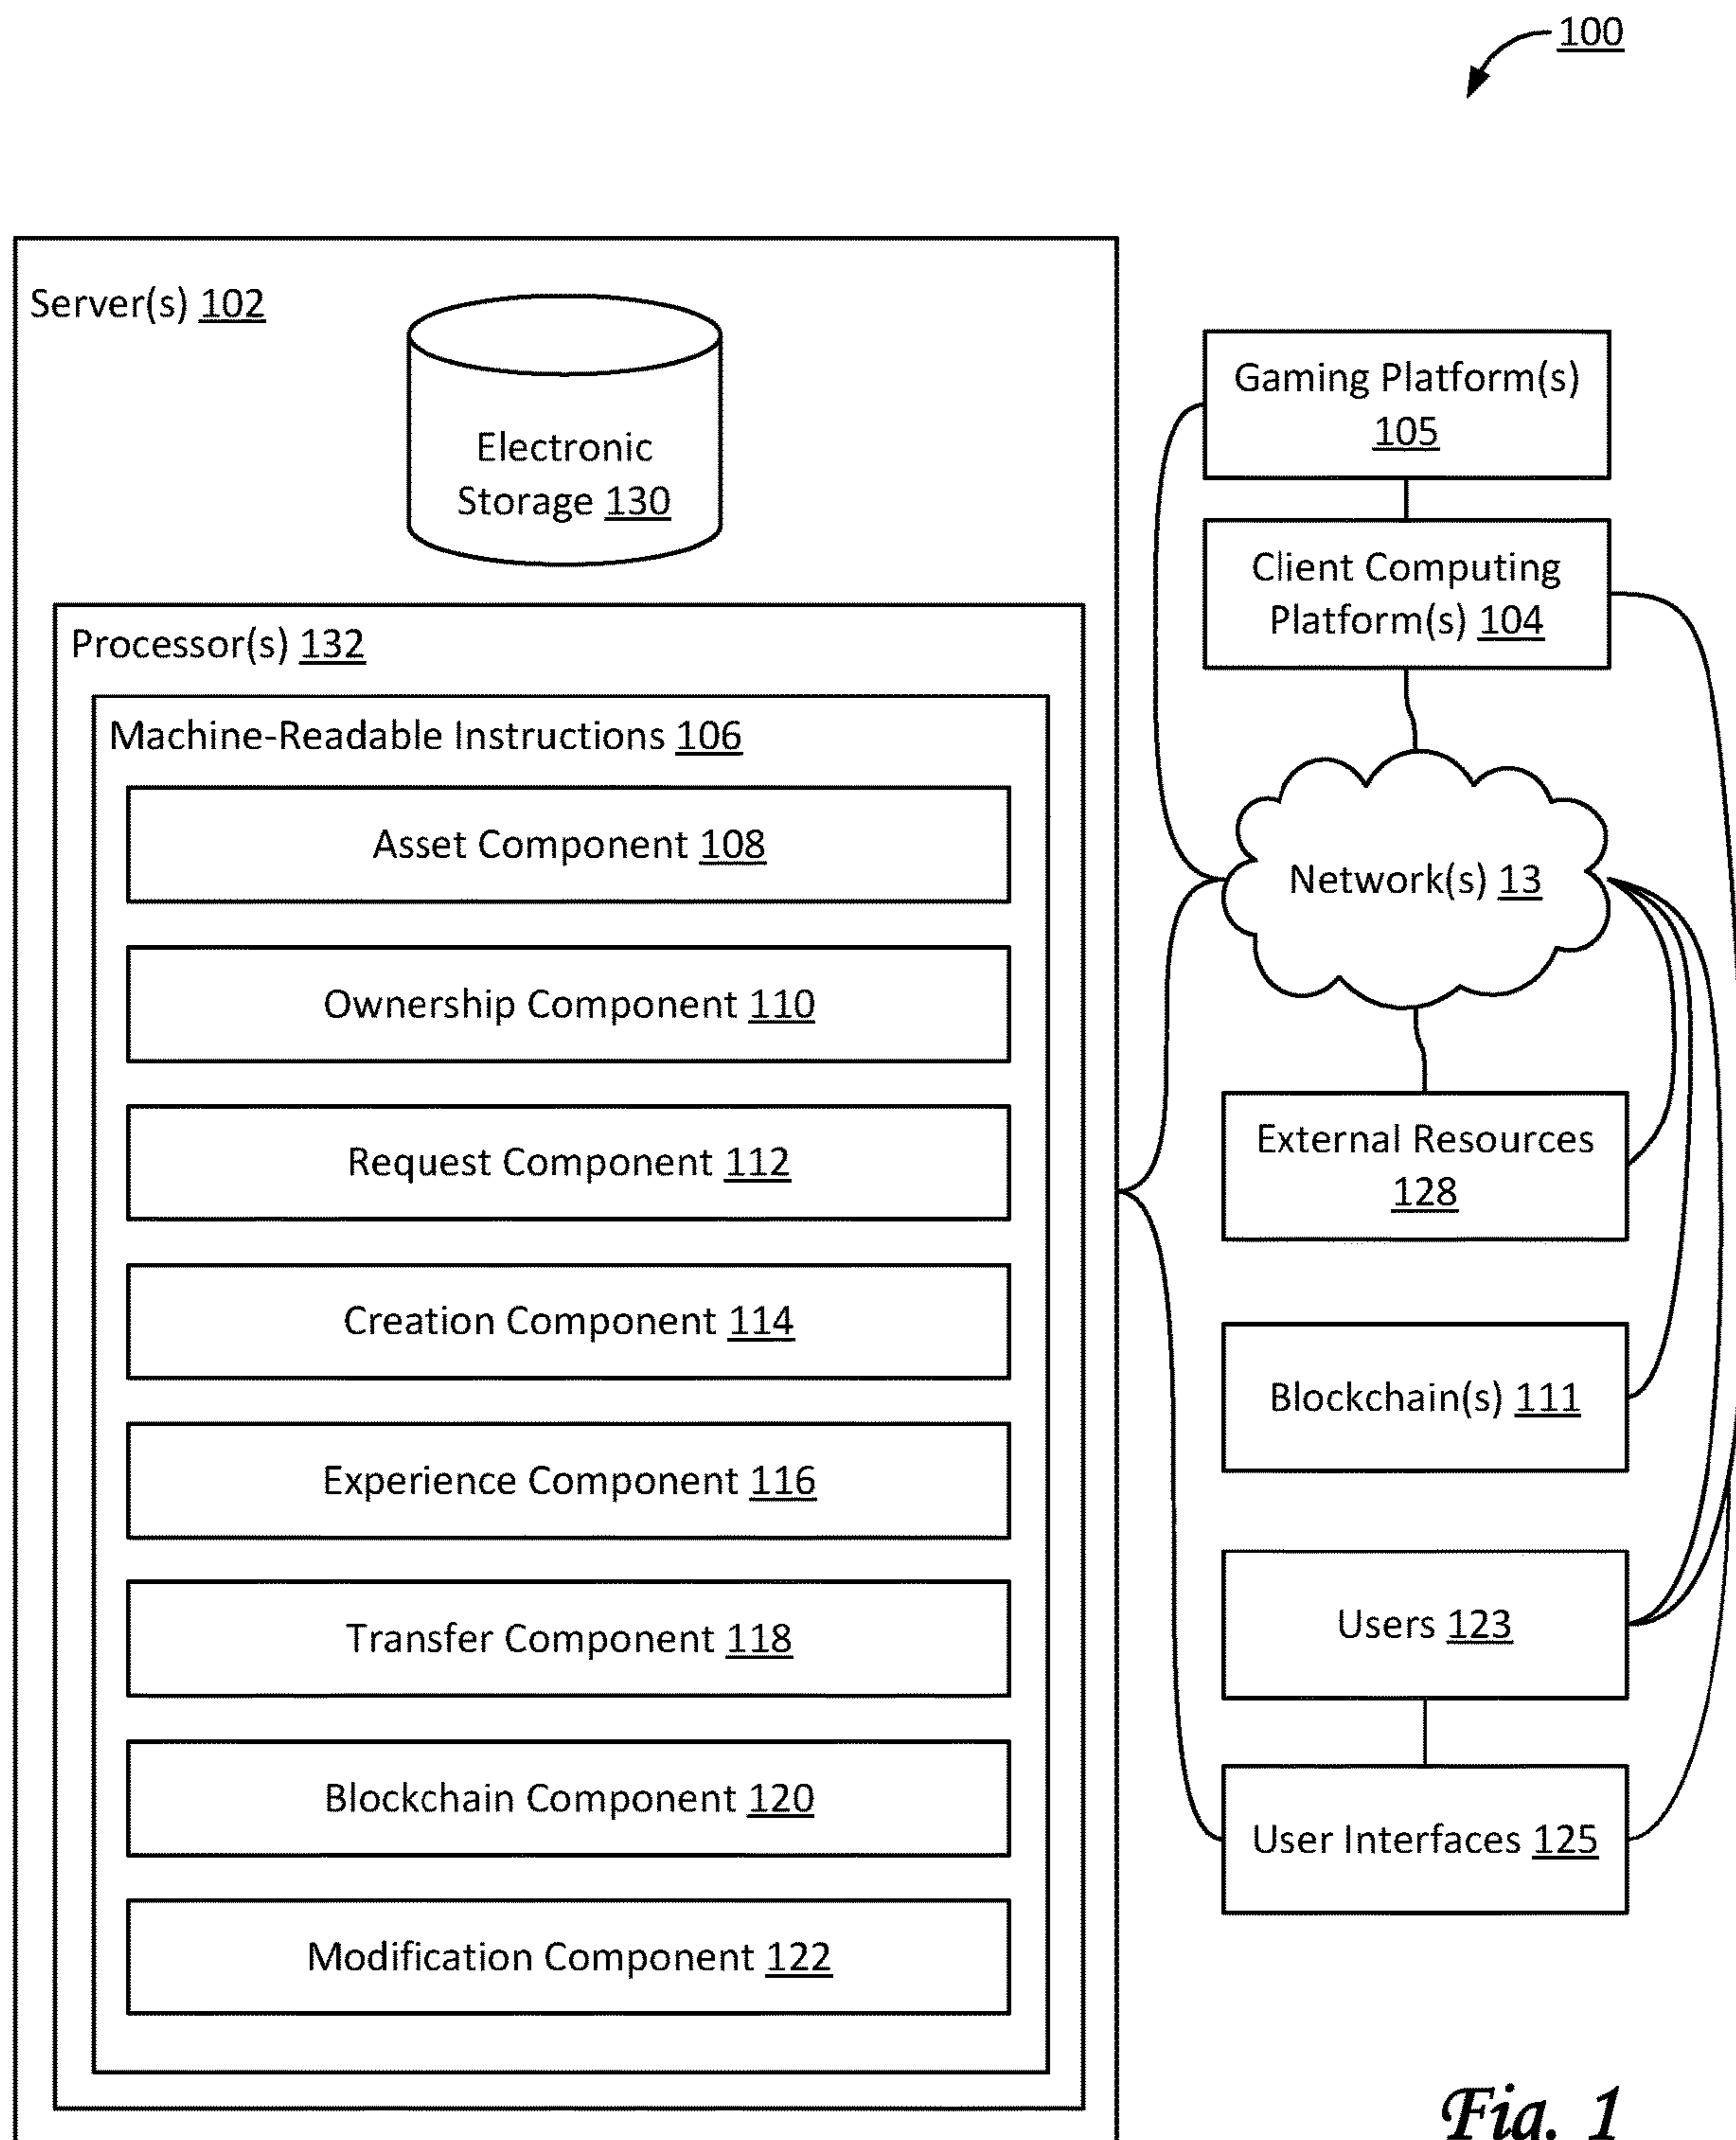 100
Server(s) 102
Electronic
Storage 130
Processor(s) 132
Machine-Readable Instructions 106
Asset Component 108
Ownership Component 110
Request Component 112
Creation Component 114
Experience Component 116
Transfer Component 118
Blockchain Component 120
Modification Component 122
Gaming Platform(s)
105
Client Computing
Platform(s) 104
Network(s) 13
External Resources
128
Blockchain(s) 111
Users 123
User Interfaces 125
Fig. 1